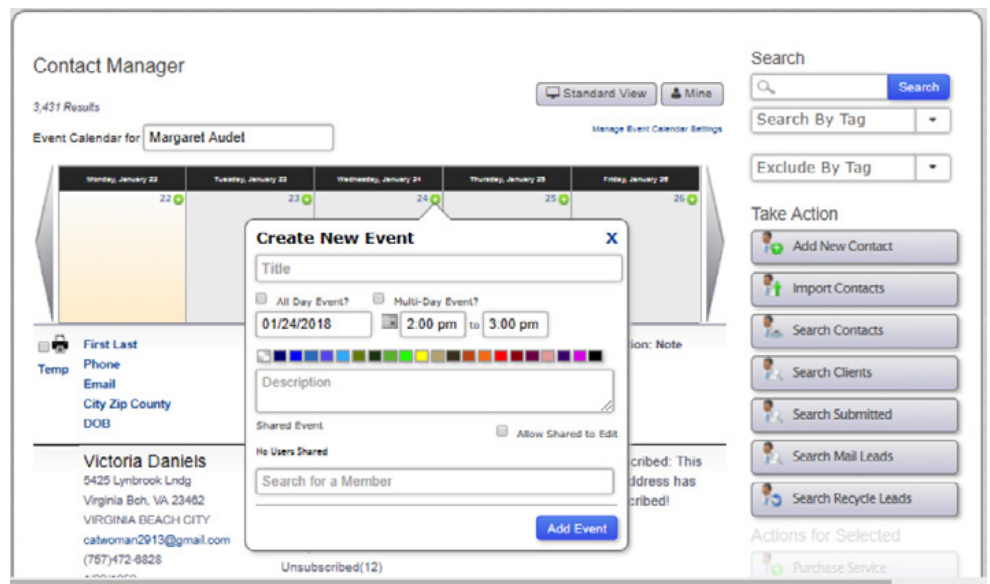 Contact Manager
3,431 Results
Standard View
Mine
Event Calendar for Margaret Audet
Manage Event Calendar Settings
Monday, January 22
Tuesday, January 23
Wednesday, January 24
Thursday, January 25
Friday, January 26
22
23
24
25
26
Create New Event
X
Title
All Day Event?
Multi-Day Event?
01/24/2018
2:00 pm to 3:00 pm
Description
Shared Event
Allow Shared to Edit
No Users Shared
Search for a Member
Add Event
Temp
First Last
Phone
Email
City Zip County
DOB
ion: Note
Victoria Daniels
5425 Lynbrook Lndg
Virginia Bch, VA 23462
VIRGINIA BEACH CITY
catwoman2913@gmail.com
(757)472-6828
cribed: This
ddress has
cribed!
Unsubscribed(12)
Search
Search
Search By Tag
Exclude By Tag
Take Action
Add New Contact
Import Contacts
Search Contacts
Search Clients
Search Submitted
Search Mail Leads
Search Recycle Leads
Actions for Selected
Purchase Service